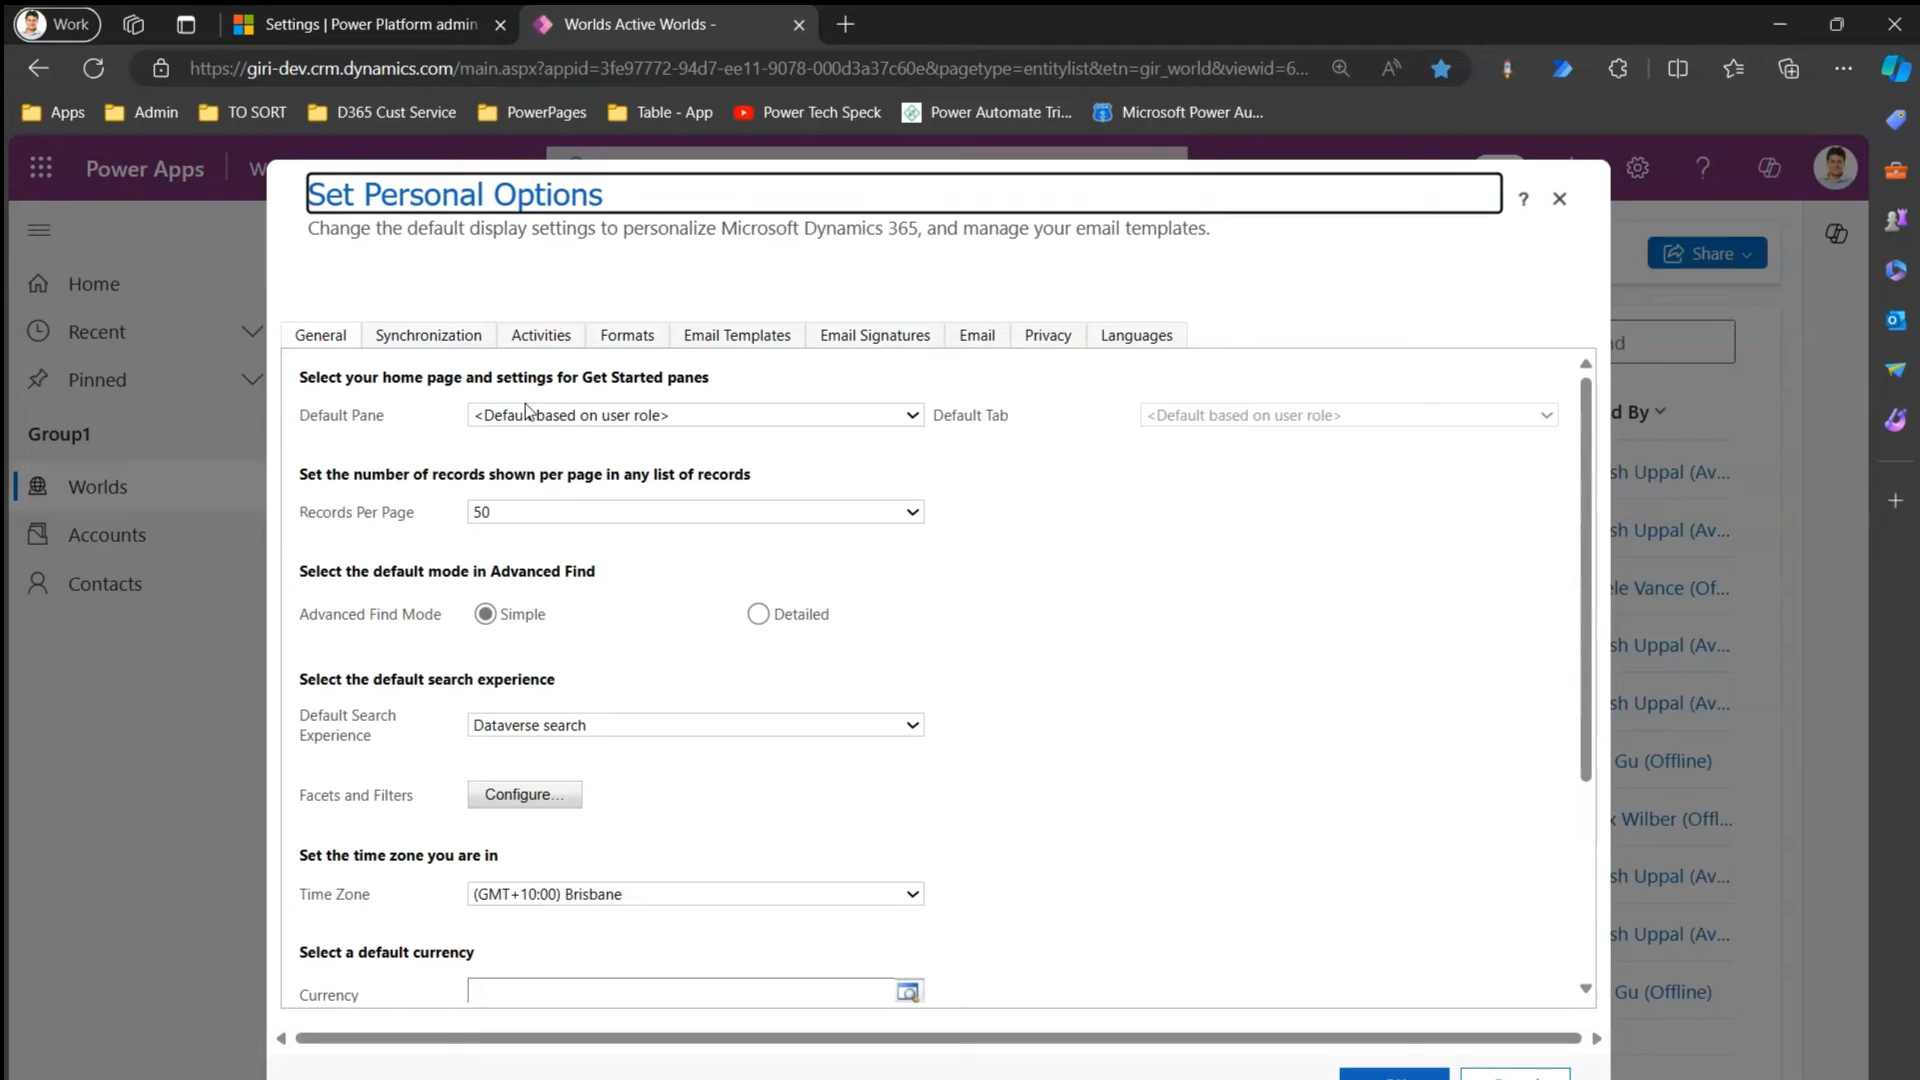 Work
Settings | Power Platform admin
Worlds Active Worlds -
https://giri-dev.crm.dynamics.com/main.aspx?appid=3fe97772-94d7-ee11-9078-000d3a37c60e&pagetype=entitylist&etn=gir_world&viewid=6...
Apps
Admin
TO SORT
D365 Cust Service
PowerPages
Table - App
Power Tech Speck
Power Automate Tri...
Microsoft Power Au...
Power Apps
W
Set Personal Options
Change the default display settings to personalize Microsoft Dynamics 365, and manage your email templates.
Share
Home
Recent
Pinned
Group1
Worlds
Accounts
Contacts
General
Synchronization
Activities
Formats
Email Templates
Email Signatures
Email
Privacy
Languages
Select your home page and settings for Get Started panes
Default Pane
<Default based on user role>
Default Tab
<Default based on user role>
Set the number of records shown per page in any list of records
Records Per Page
50
Select the default mode in Advanced Find
Advanced Find Mode
Simple
Detailed
Select the default search experience
Default Search
Experience
Dataverse search
Facets and Filters
Configure...
Set the time zone you are in
Time Zone
(GMT+10:00) Brisbane
Select a default currency
Currency
d By
sh Uppal (Av...
sh Uppal (Av...
le Vance (Of...
sh Uppal (Av...
sh Uppal (Av...
Gu (Offline)
x Wilber (Offl...
sh Uppal (Av...
sh Uppal (Av...
Gu (Offline)